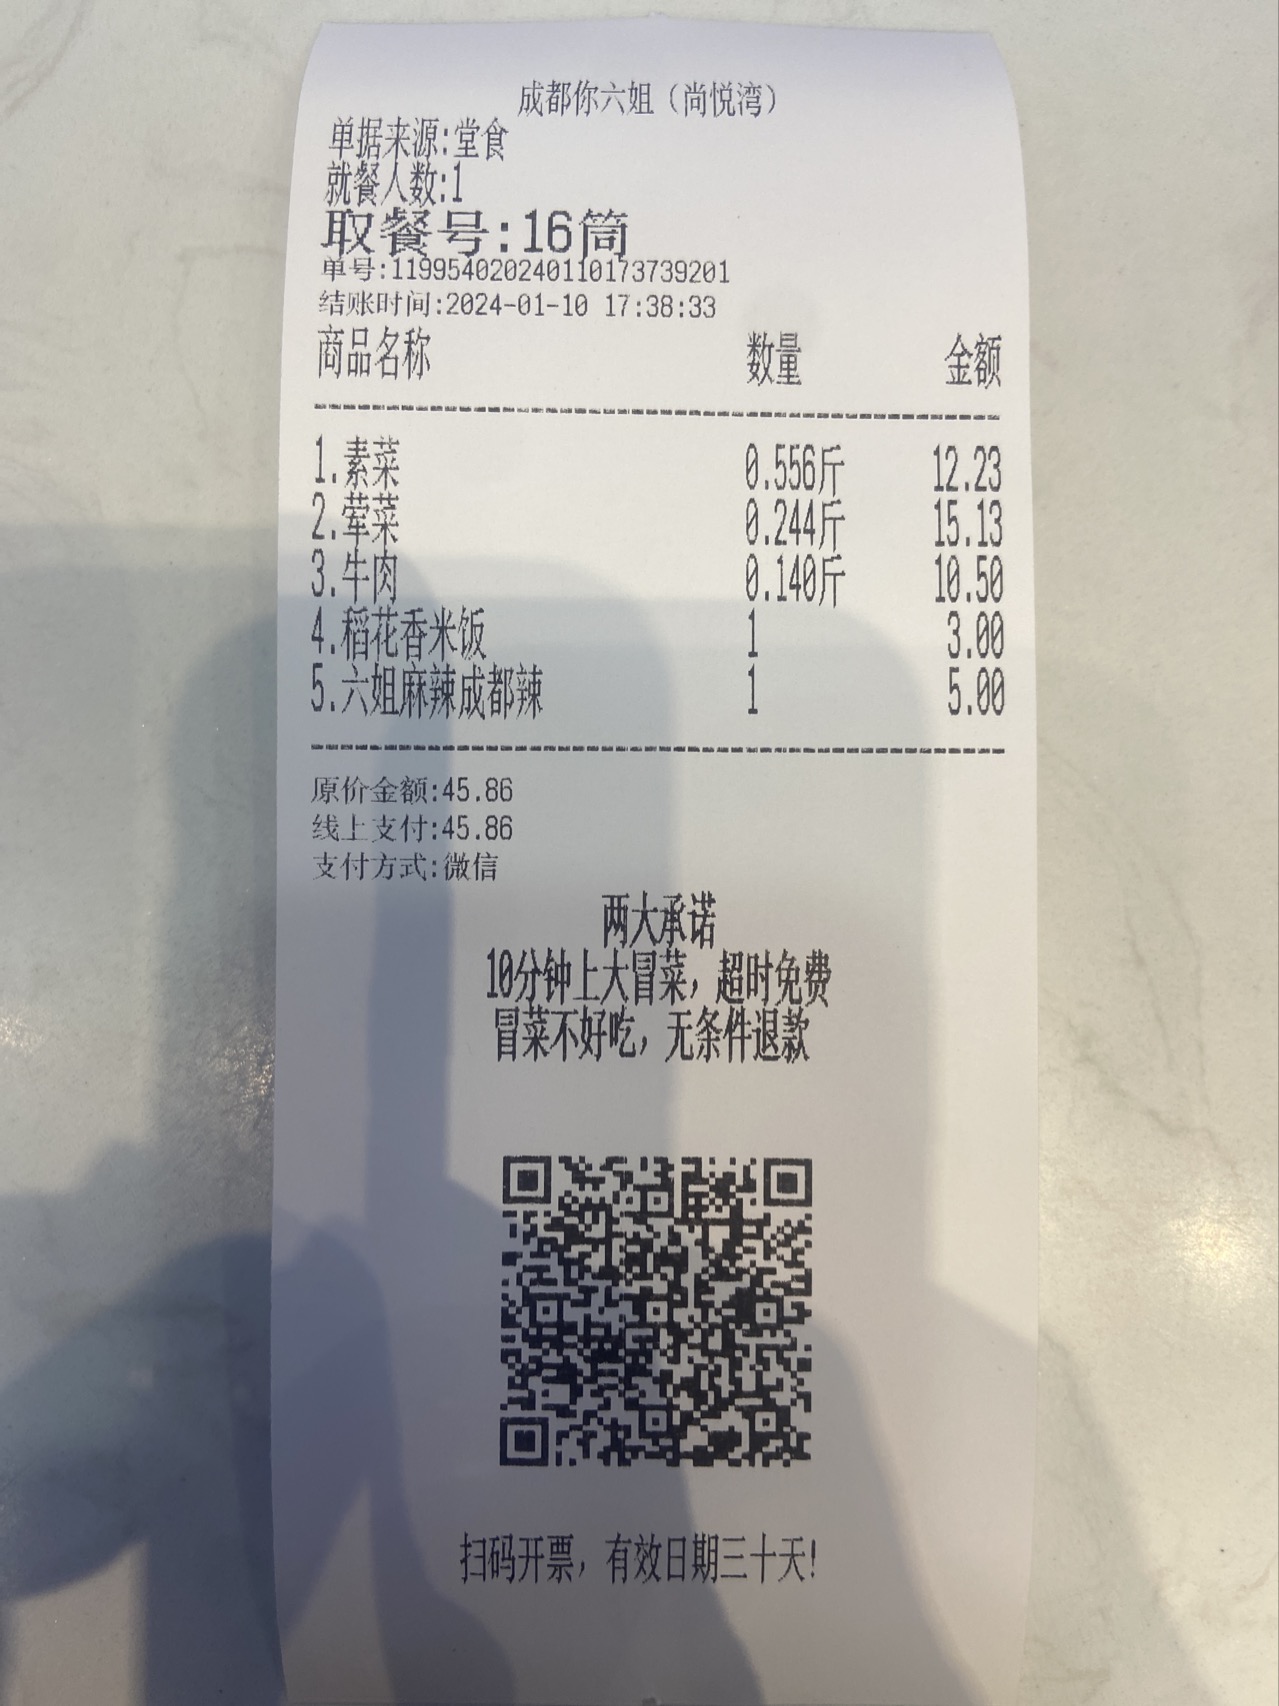 成都你六姐（尚悦湾）
单据来源:堂食
就餐人数:1
取餐号:16筒
单号:11995402024011017373​9201
结账时间:2024-01-10 17:38:33
商品名称 数量 金额
1.素菜 0.556斤 12.23
2.荤菜 0.244斤 15.13
3.牛肉 0.140斤 10.50
4.稻花香米饭 1 3.00
5.六姐麻辣成都辣 1 5.00
原价金额:45.86
线上支付:45.86
支付方式:微信
两大承诺
10分钟上大冒菜，超时免费
冒菜不好吃，无条件退款
扫码开票，有效日期三十天!